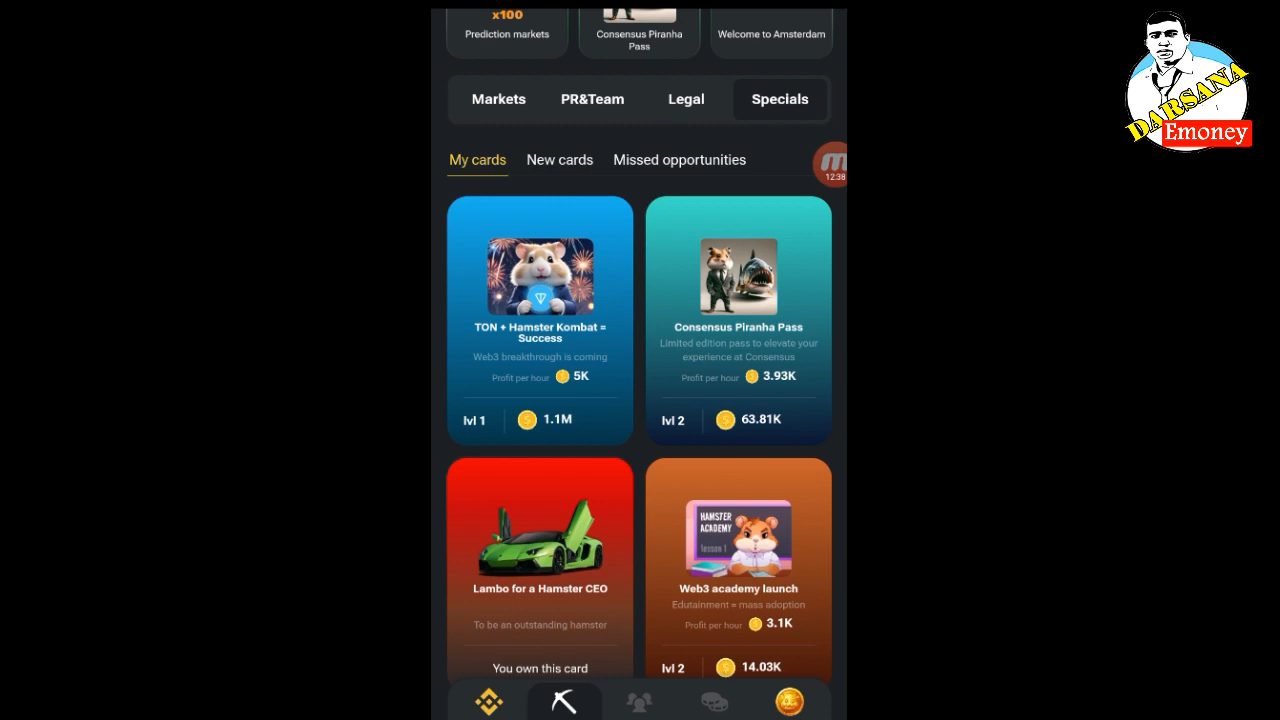 x100
Prediction markets
Consensus Piranha
Pass
Welcome to Amsterdam
DARSANA
Emoney
Markets
PR&Team
Legal
Specials
My cards
New cards
Missed opportunities
12:38
TON + Hamster Kombat =
Success
Web3 breakthrough is coming
Profit per hour 5K
lvl 1
1.1M
Consensus Piranha Pass
Limited edition pass to elevate your
experience at Consensus
Profit per hour 3.93K
lvl 2
63.81K
Lambo for a Hamster CEO
To be an outstanding hamster
You own this card
HAMSTER
ACADEMY
lesson 1
Web3 academy launch
Edutainment = mass adoption
Profit per hour 3.1K
lvl 2
14.03K